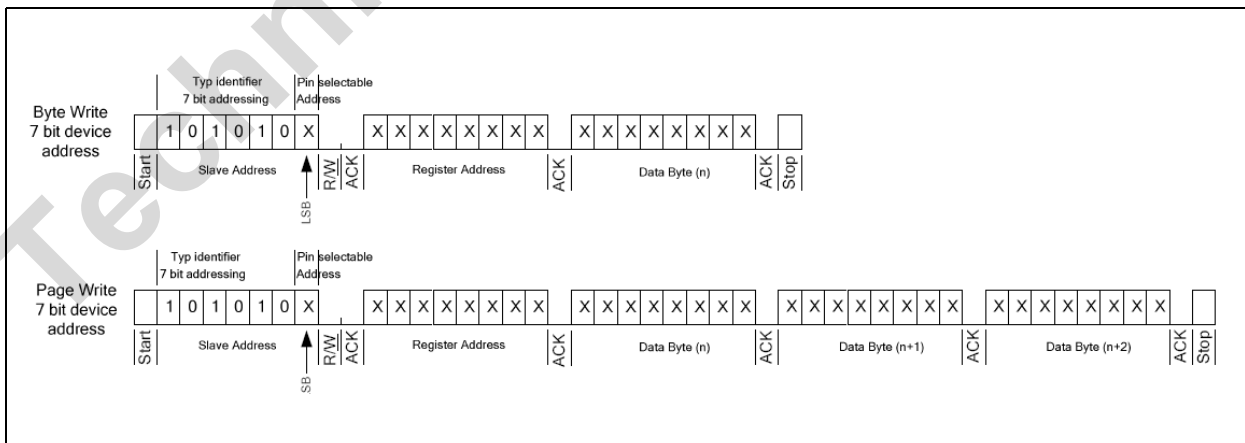 Techn
Typ identifier
7 bit addressing
Pin selectable
Address
Byte Write
7 bit device
address
1 0 1 0 1 0 X
X X X X X X X X
X X X X X X X X
Start
Slave Address
LSB
R/W
ACK
Register Address
ACK
Data Byte (n)
ACK
Stop
Typ identifier
7 bit addressing
Pin selectable
Address
Page Write
7 bit device
address
1 0 1 0 1 0 X
X X X X X X X X
X X X X X X X X
X X X X X X X X
X X X X X X X X
Start
Slave Address
.SB
R/W
ACK
Register Address
ACK
Data Byte (n)
ACK
Data Byte (n+1)
ACK
Data Byte (n+2)
ACK
Stop